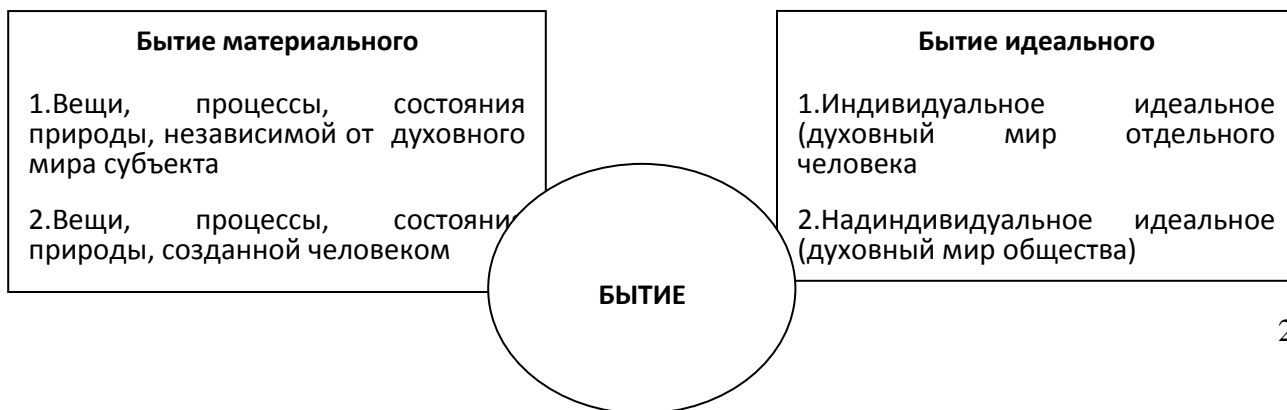 Бытие материального
1.Вещи, процессы, состояния
природы, независимой от духовного
мира субъекта
2.Вещи, процессы, состояния
природы, созданной человеком
Бытие идеального
1.Индивидуальное идеальное
(духовный мир отдельного
человека
2.Надиндивидуальное идеальное
(духовный мир общества)
БЫТИЕ
2